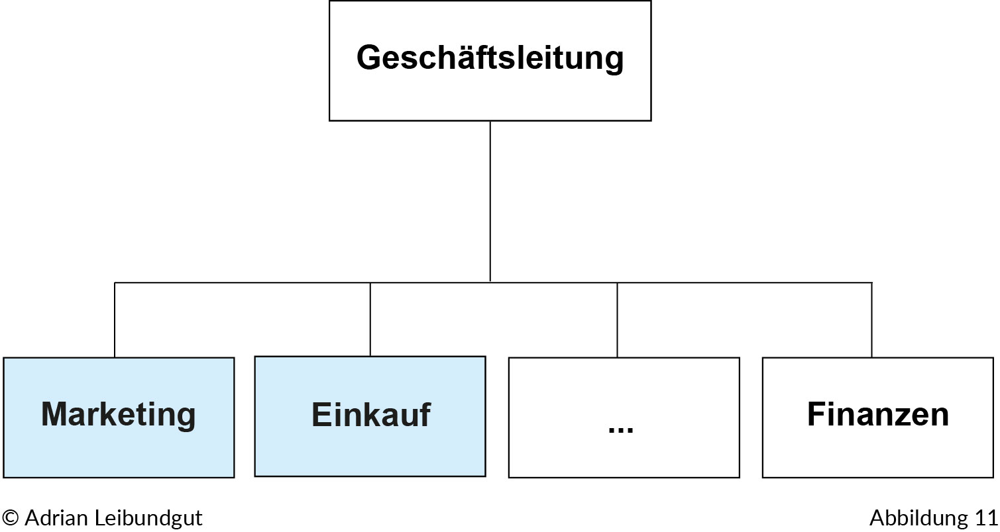 Geschäftsleitung
Marketing
Einkauf
...
Finanzen
© Adrian Leibundgut
Abbildung 11